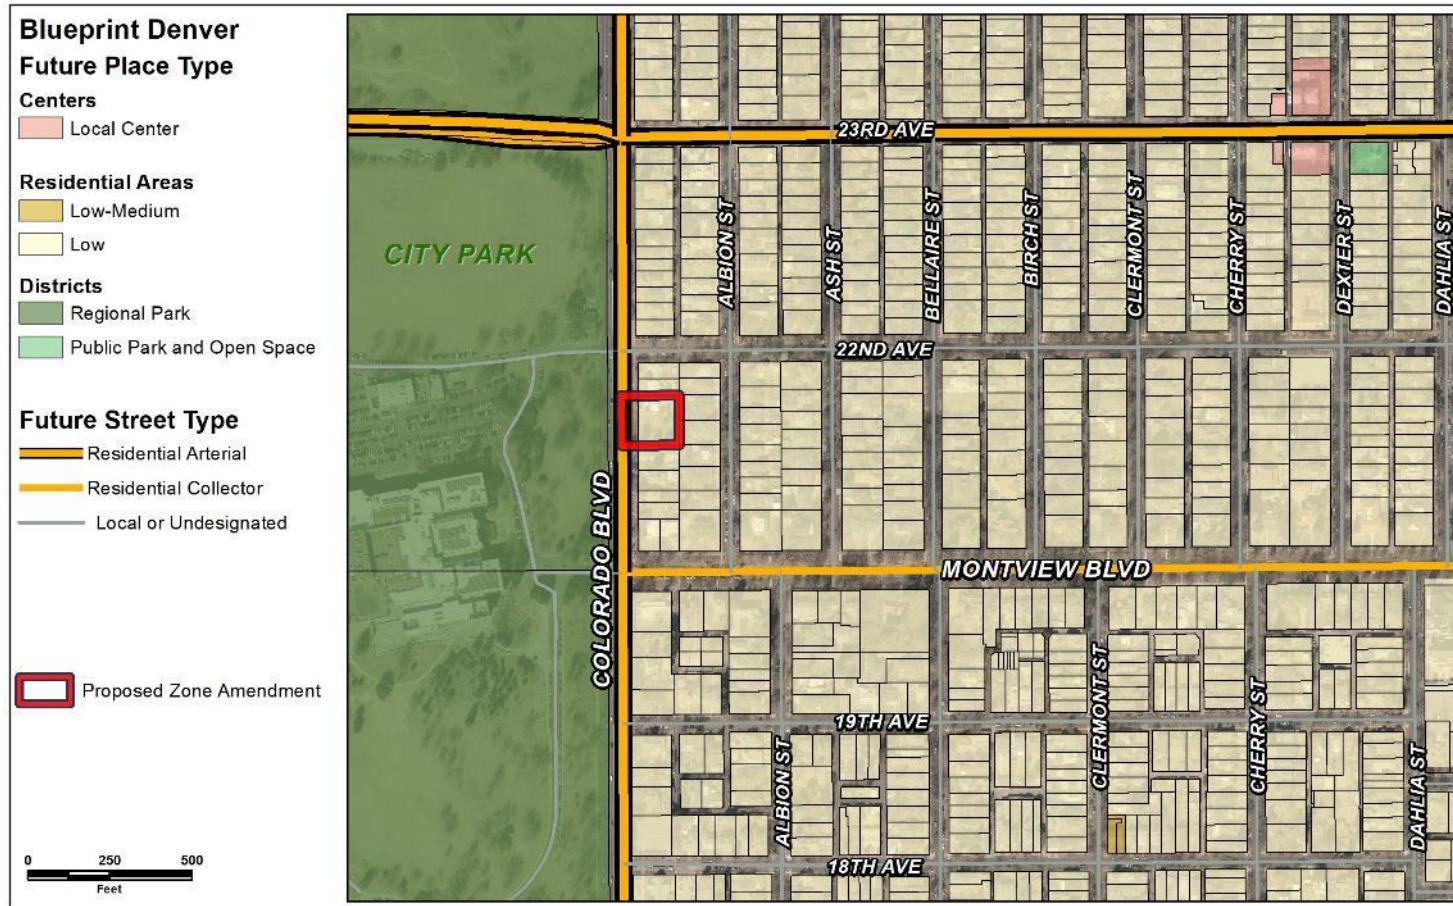 Blueprint Denver
Future Place Type
Centers
Local Center
Residential Areas
Low-Medium
Low
Districts
Regional Park
Public Park and Open Space
Future Street Type
Residential Arterial
Residential Collector
Local or Undesignated
Proposed Zone Amendment
0 250 500
Feet
23RD AVE
CITY PARK
ALBION ST
ASH ST
BELLAIRE ST
BIRCH ST
CLERMONT ST
CHERRY ST
DEXTER ST
DAHLIA ST
22ND AVE
COLORADO BLVD
MONTVIEW BLVD
CLERMONT ST
CHERRY ST
19TH AVE
ALBION ST
DAHLIA ST
18TH AVE